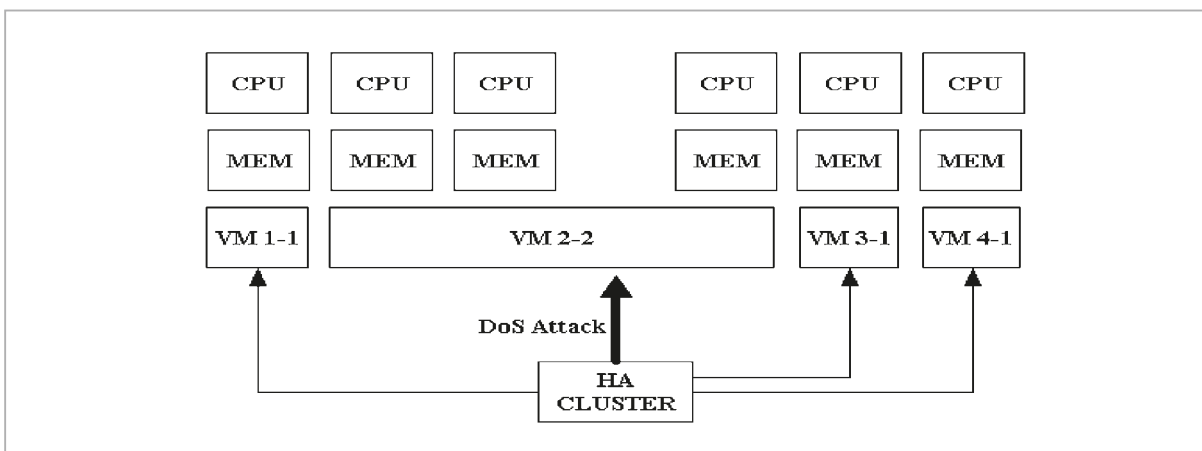 CPU CPU CPU CPU CPU CPU
MEM MEM MEM MEM MEM MEM
VM 1-1 VM 2-2 VM 3-1 VM 4-1
DoS Attack
HA
CLUSTER